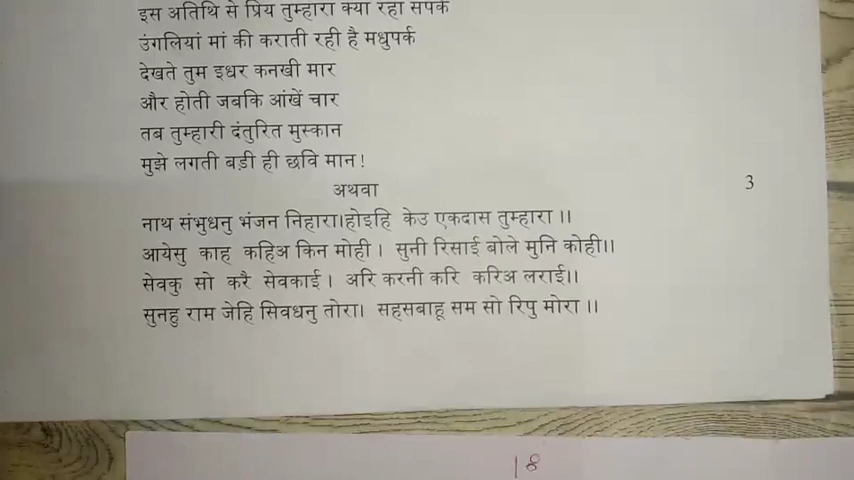 इस अतिथि से प्रिय तुम्हारा क्या रहा संपर्क
उंगलियां मां की कराती रही है मधुपर्क
देखते तुम इधर कनखी मार
और होती जबकि आंखें चार
तब तुम्हारी दंतुरित मुस्कान
मुझे लगती बड़ी ही छवि मान!
अथवा
3
नाथ संभुधनु भंजन निहारा।होइहि केउ एकदास तुम्हारा ।।
आयेसु काह कहिअ किन मोही । सुनी रिसाई बोले मुनि कोही।।
सेवकु सो करै सेवकाई । अरि करनी करि करिअ लराई।।
सुनहु राम जेहि सिवधनु तोरा। सहसबाहू सम सो रिपु मोरा ।।
18